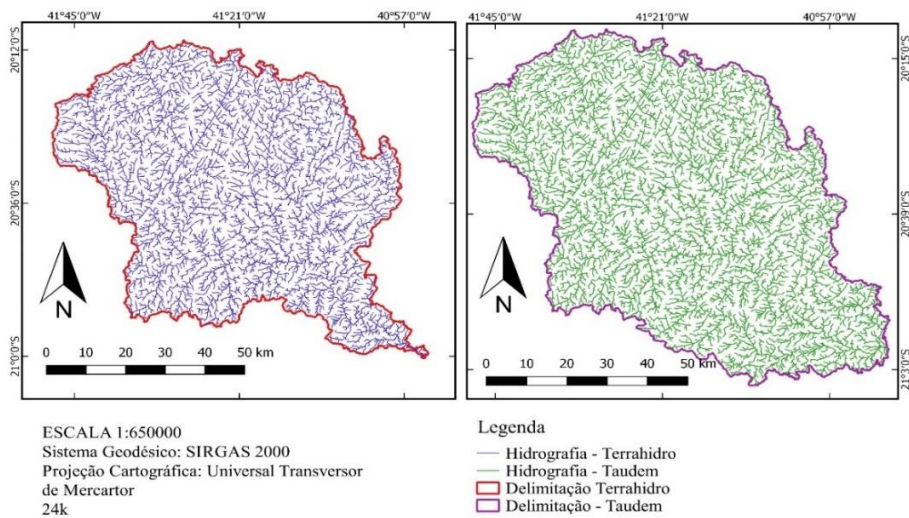 41°45'0"W 41°21'0"W 40°57'0"W
20°12'0"S
20°36'0"S
21°0'0"S
N
0 10 20 30 40 50 km
41°45'0"W 41°21'0"W 40°57'0"W
20°15'0"S
20°39'0"S
21°3'0"S
N
0 10 20 30 40 50 km
ESCALA 1:650000
Sistema Geodésico: SIRGAS 2000
Projeção Cartográfica: Universal Transversor
de Mercartor
24k
Legenda
Hidrografia - Terrahidro
Hidrografia - Taudem
Delimitação Terrahidro
Delimitação - Taudem